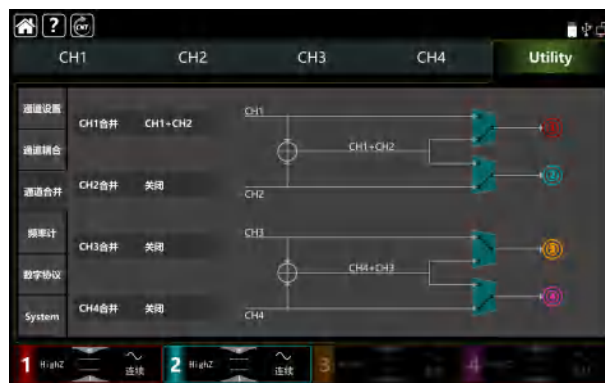 ?
CNT
CH1 CH2 CH3 CH4 Utility
通道设置
CH1合并 CH1+CH2
CH1
通道耦合
CH1+CH2
通道合并
CH2合并 关闭
CH2
频率计
CH3合并 关闭
CH3
数字协议
CH4+CH3
System
CH4合并 关闭
CH4
1 HighZ 连续 2 HighZ 连续 3 4